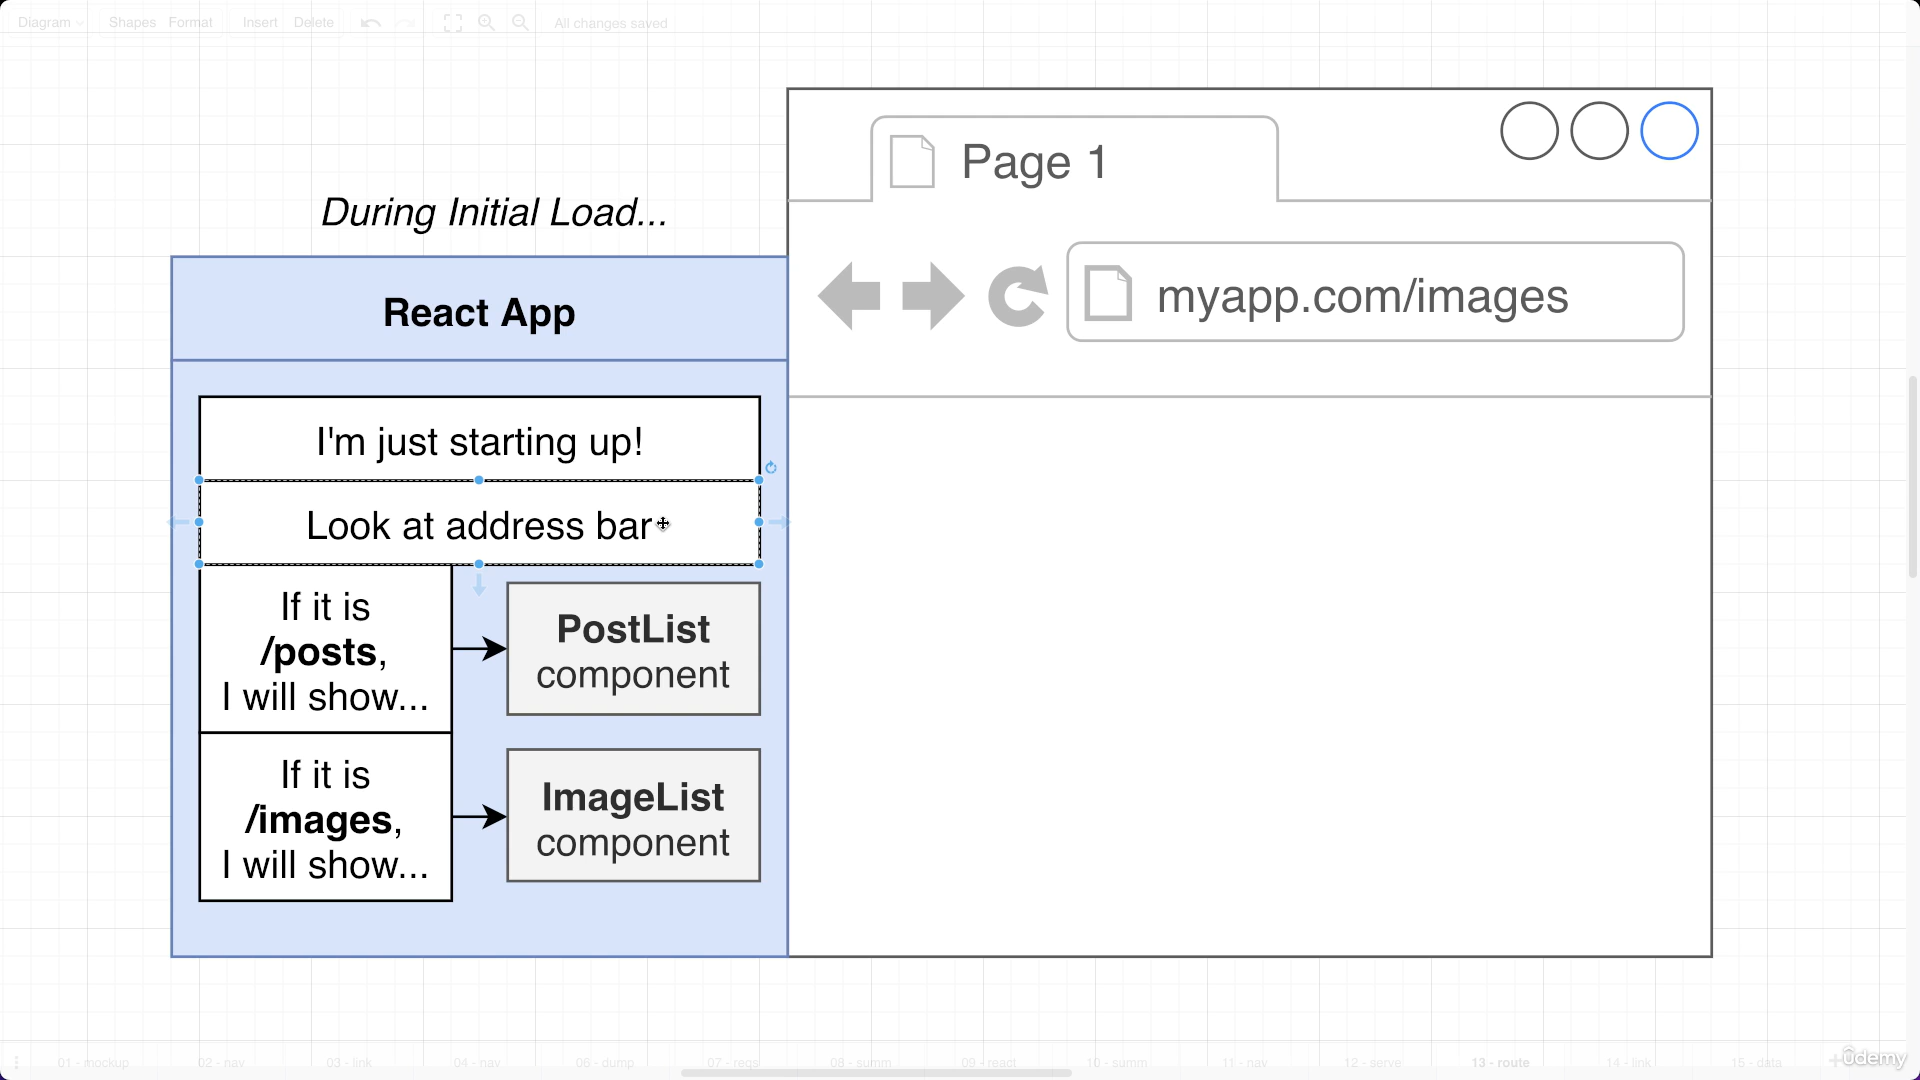 Diagram Shapes Format Insert Delete All changes saved
Page 1
During Initial Load...
myapp.com/images
React App
I'm just starting up!
Look at address bar
If it is
/posts,
I will show...
PostList
component
If it is
/images,
I will show...
ImageList
component
01 - mockup 02 - nav 03 - link 04 - nav 06 - dump 07 - reqs 08 - summ 09 - react 10 - summ 11 - nav 12 - serve 13 - route 14 - link 15 - data
ûdemy